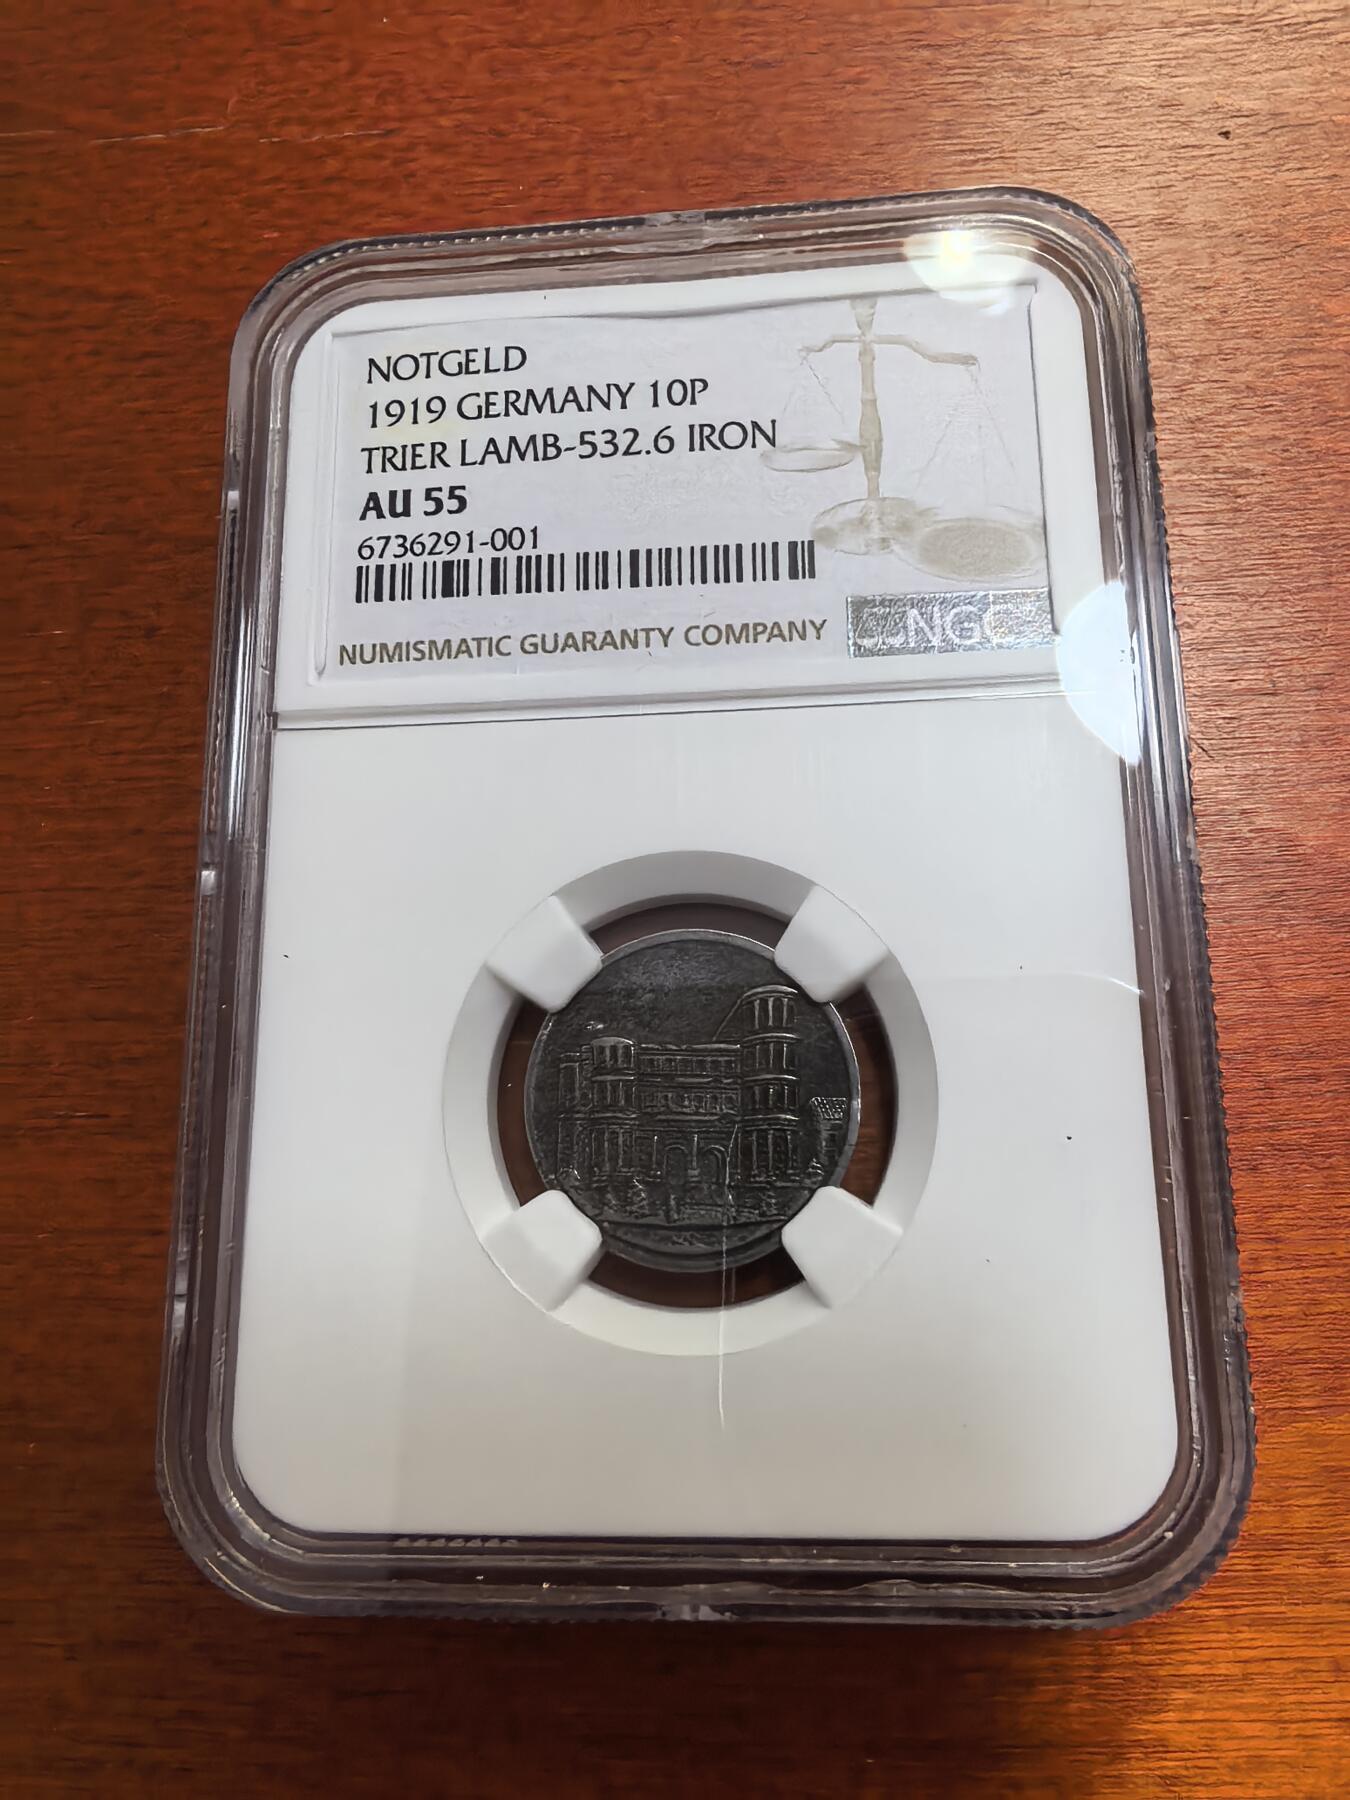 NOTGELD
1919 GERMANY 10P
TRIER LAMB-532.6 IRON
AU 55
6736291-001
NUMISMATIC GUARANTY COMPANY
NGC